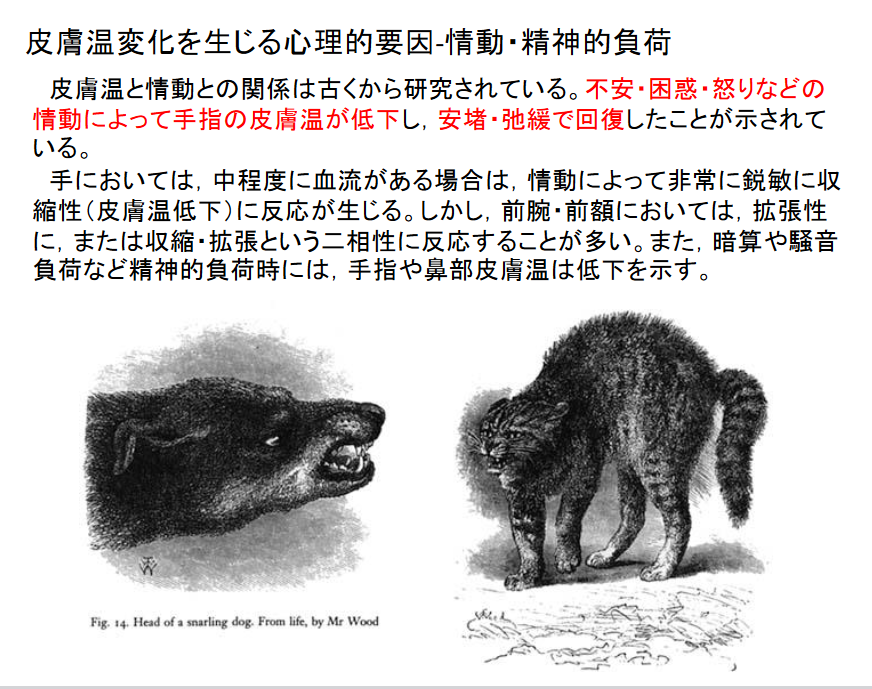 皮膚温変化を生じる心理的要因-情動・精神的負荷
皮膚温と情動との関係は古くから研究されている。不安・困惑・怒りなどの
情動によって手指の皮膚温が低下し，安堵・弛緩で回復したことが示されて
いる。
手においては，中程度に血流がある場合は，情動によって非常に鋭敏に収
縮性（皮膚温低下）に反応が生じる。しかし，前腕・前額においては，拡張性
に，または収縮・拡張という二相性に反応することが多い。また，暗算や騒音
負荷など精神的負荷時には，手指や鼻部皮膚温は低下を示す。
Fig. 14. Head of a snarling dog. From life, by Mr Wood